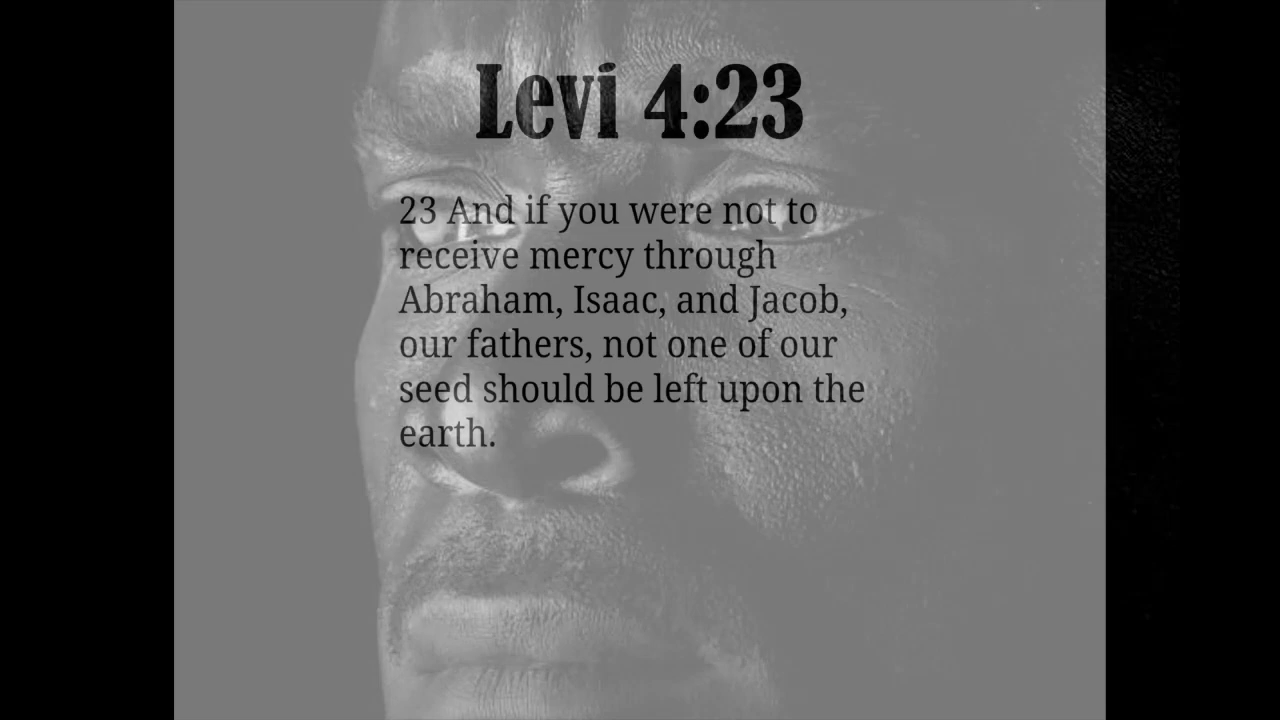 Levi 4:23
23 And if you were not to
receive mercy through
Abraham, Isaac, and Jacob,
our fathers, not one of our
seed should be left upon the
earth.